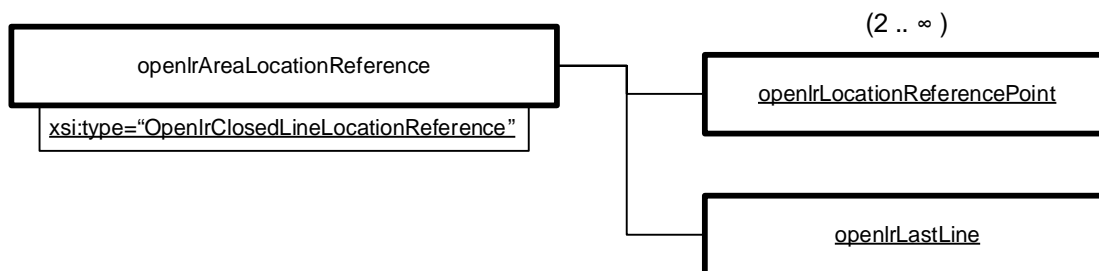 (2 .. ∞ )
openlrAreaLocationReference
openlrLocationReferencePoint
xsi:type=“OpenlrClosedLineLocationReference”
openlrLastLine